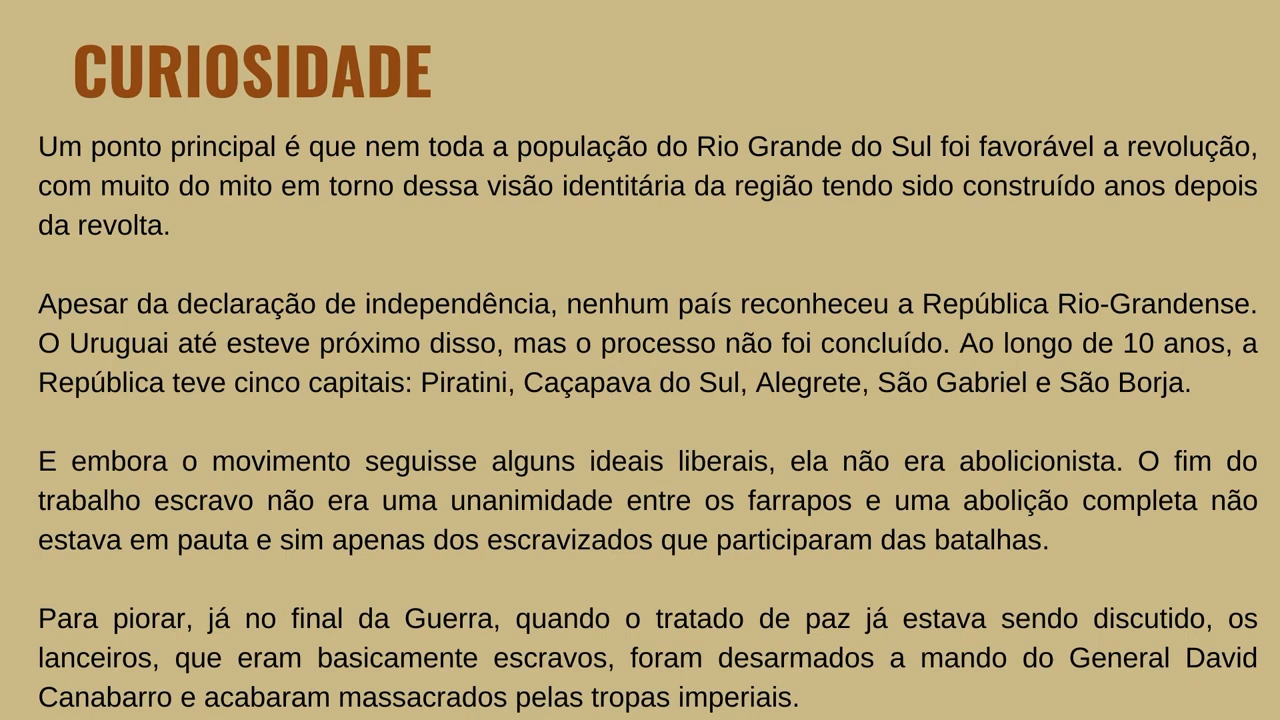 CURIOSIDADE
Um ponto principal é que nem toda a população do Rio Grande do Sul foi favorável a revolução,
com muito do mito em torno dessa visão identitária da região tendo sido construído anos depois
da revolta.
Apesar da declaração de independência, nenhum país reconheceu a República Rio-Grandense.
O Uruguai até esteve próximo disso, mas o processo não foi concluído. Ao longo de 10 anos, a
República teve cinco capitais: Piratini, Caçapava do Sul, Alegrete, São Gabriel e São Borja.
E embora o movimento seguisse alguns ideais liberais, ela não era abolicionista. O fim do
trabalho escravo não era uma unanimidade entre os farrapos e uma abolição completa não
estava em pauta e sim apenas dos escravizados que participaram das batalhas.
Para piorar, já no final da Guerra, quando o tratado de paz já estava sendo discutido, os
lanceiros, que eram basicamente escravos, foram desarmados a mando do General David
Canabarro e acabaram massacrados pelas tropas imperiais.